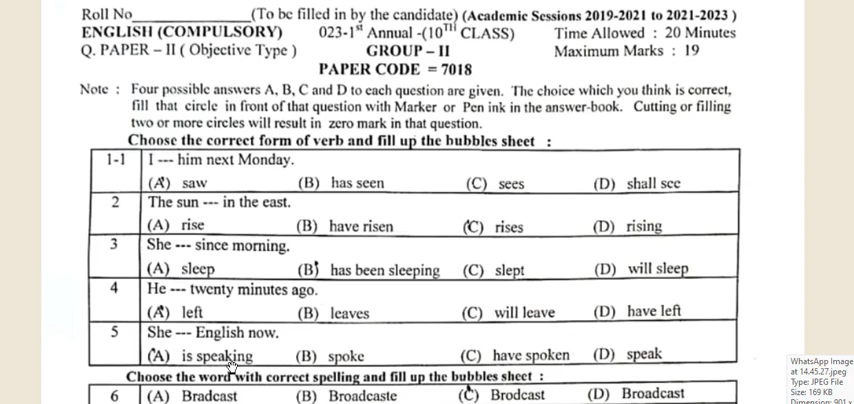 Roll No____________(To be filled in by the candidate) (Academic Sessions 2019-2021 to 2021-2023 )
ENGLISH (COMPULSORY) 023-1st Annual -(10TH CLASS) Time Allowed : 20 Minutes
Q. PAPER – II ( Objective Type ) GROUP – II Maximum Marks : 19
PAPER CODE = 7018
Note : Four possible answers A, B, C and D to each question are given. The choice which you think is correct,
fill that circle in front of that question with Marker or Pen ink in the answer-book. Cutting or filling
two or more circles will result in zero mark in that question.
Choose the correct form of verb and fill up the bubbles sheet :
1-1 I --- him next Monday.
(A) saw (B) has seen (C) sees (D) shall see
2 The sun --- in the east.
(A) rise (B) have risen (C) rises (D) rising
3 She --- since morning.
(A) sleep (B) has been sleeping (C) slept (D) will sleep
4 He --- twenty minutes ago.
(A) left (B) leaves (C) will leave (D) have left
5 She --- English now.
(A) is speaking (B) spoke (C) have spoken (D) speak
Choose the word with correct spelling and fill up the bubbles sheet :
6 (A) Bradcast (B) Broadcaste (C) Brodcast (D) Broadcast
WhatsApp Image
at 14.45.27.jpeg
Type: JPEG File
Size: 169 KB
Dimension: 901 x